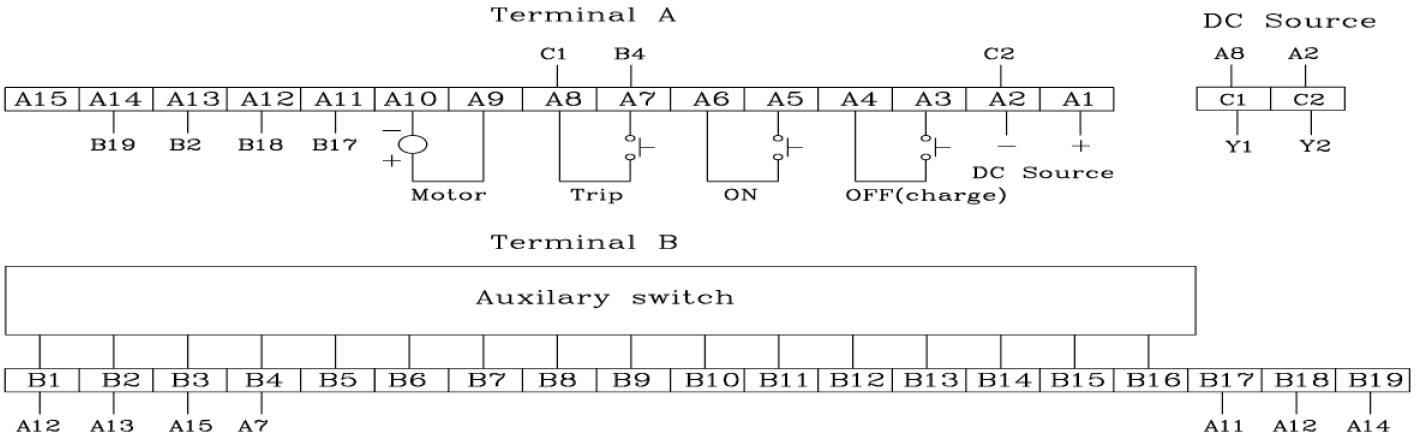 Terminal A
DC Source
C1 B4 C2 A8 A2
A15 A14 A13 A12 A11 A10 A9 A8 A7 A6 A5 A4 A3 A2 A1 C1 C2
B19 B2 B18 B17 − + − + Y1 Y2
DC Source
Motor Trip ON OFF(charge)
Terminal B
Auxilary switch
B1 B2 B3 B4 B5 B6 B7 B8 B9 B10 B11 B12 B13 B14 B15 B16 B17 B18 B19
A12 A13 A15 A7 A11 A12 A14